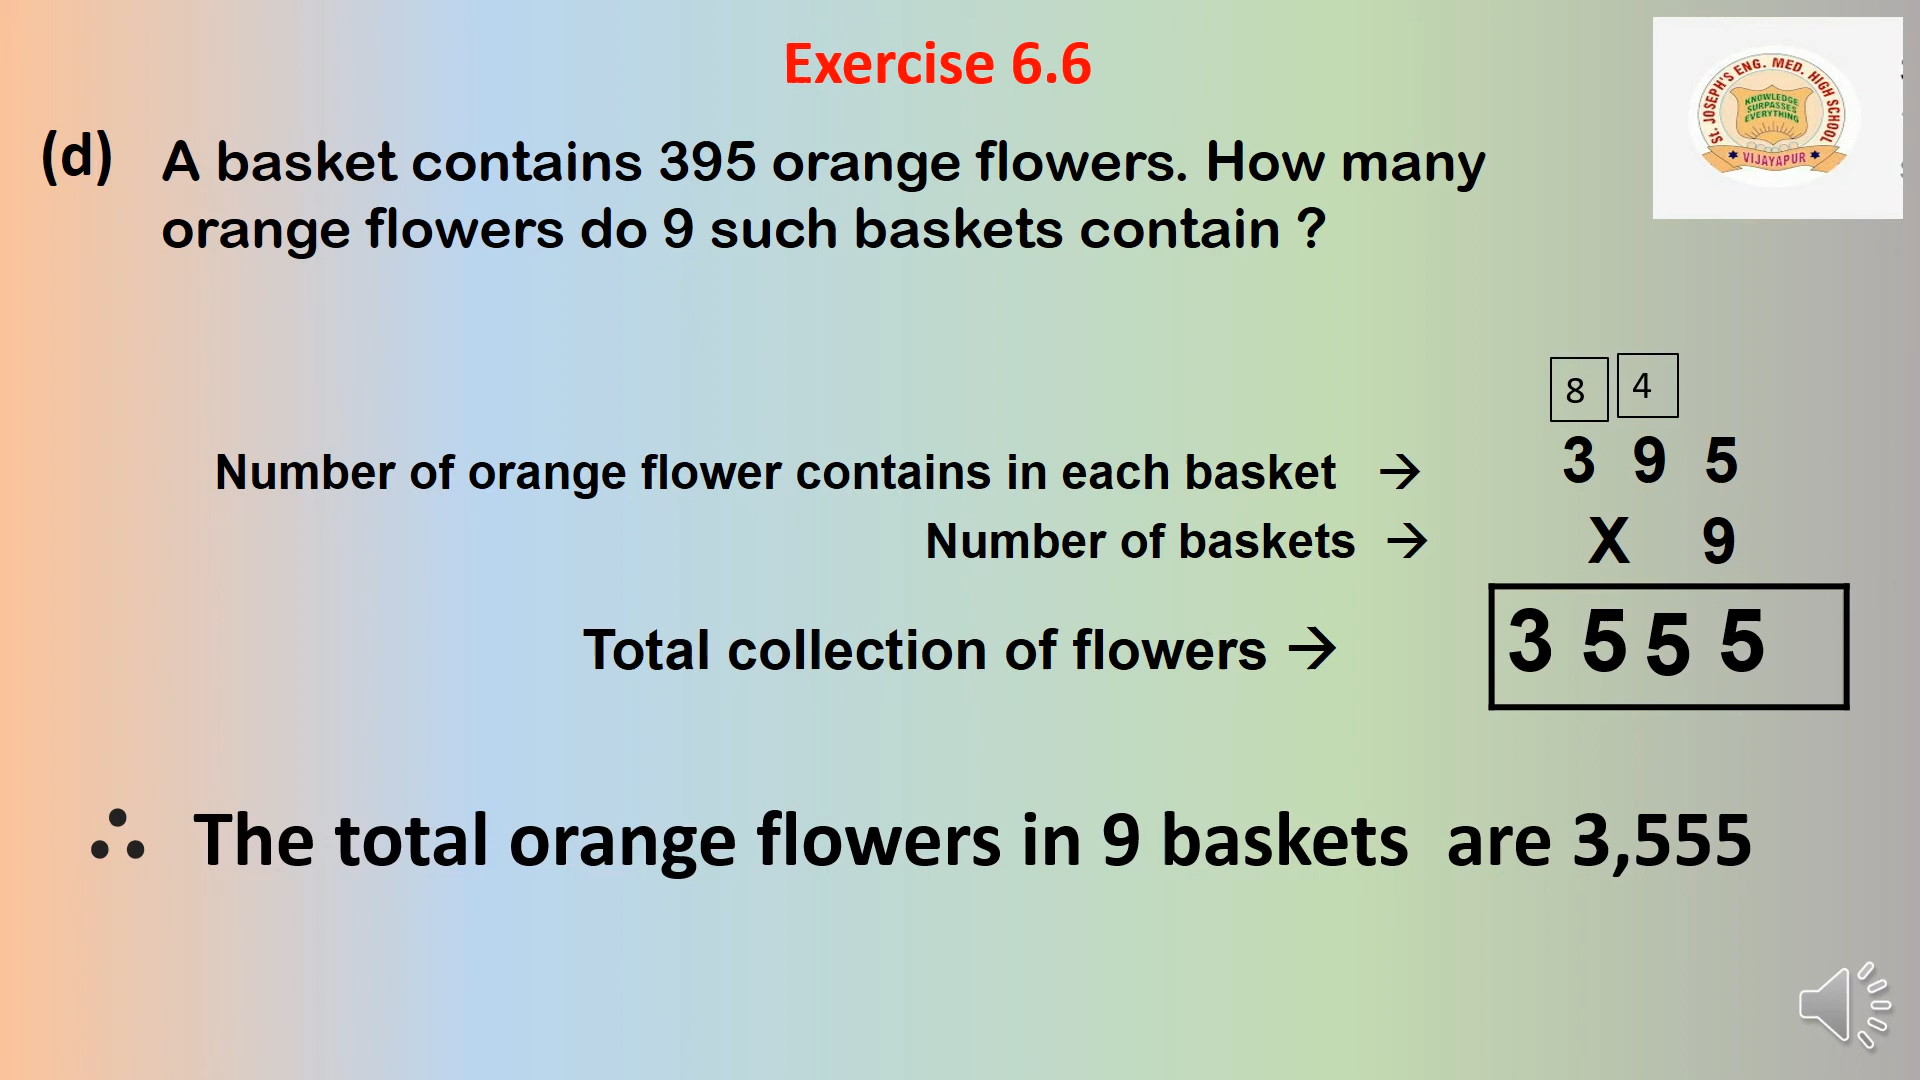 Exercise 6.6
St. JOSEPH'S ENG. MED. HIGH SCHOOL
KNOWLEDGE
SURPASSES
EVERYTHING
VIJAYAPUR
(d) A basket contains 395 orange flowers. How many
orange flowers do 9 such baskets contain ?
8 4
Number of orange flower contains in each basket → 3 9 5
Number of baskets → X 9
Total collection of flowers → 3 5 5 5
∴ The total orange flowers in 9 baskets are 3,555